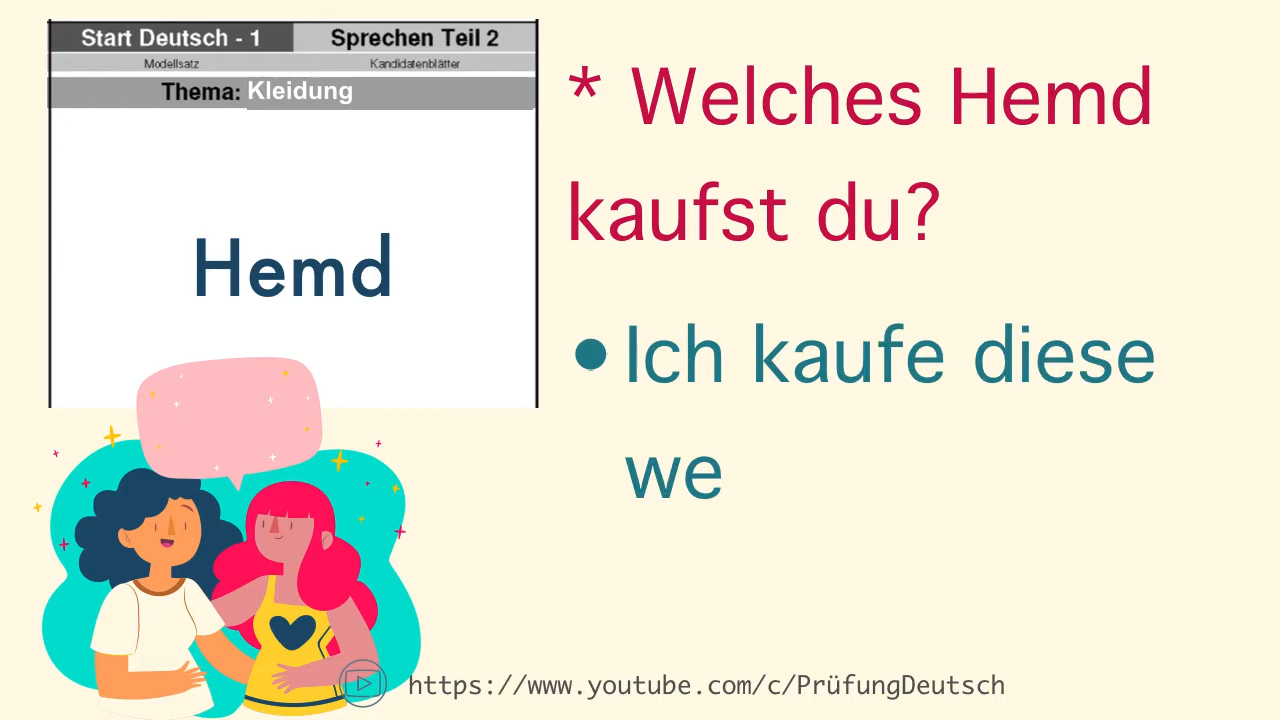 Start Deutsch - 1
Sprechen Teil 2
Modellsatz
Kandidatenblätter
Thema: Kleidung
Hemd
* Welches Hemd
kaufst du?
• Ich kaufe diese
we
https://www.youtube.com/c/PrüfungDeutsch